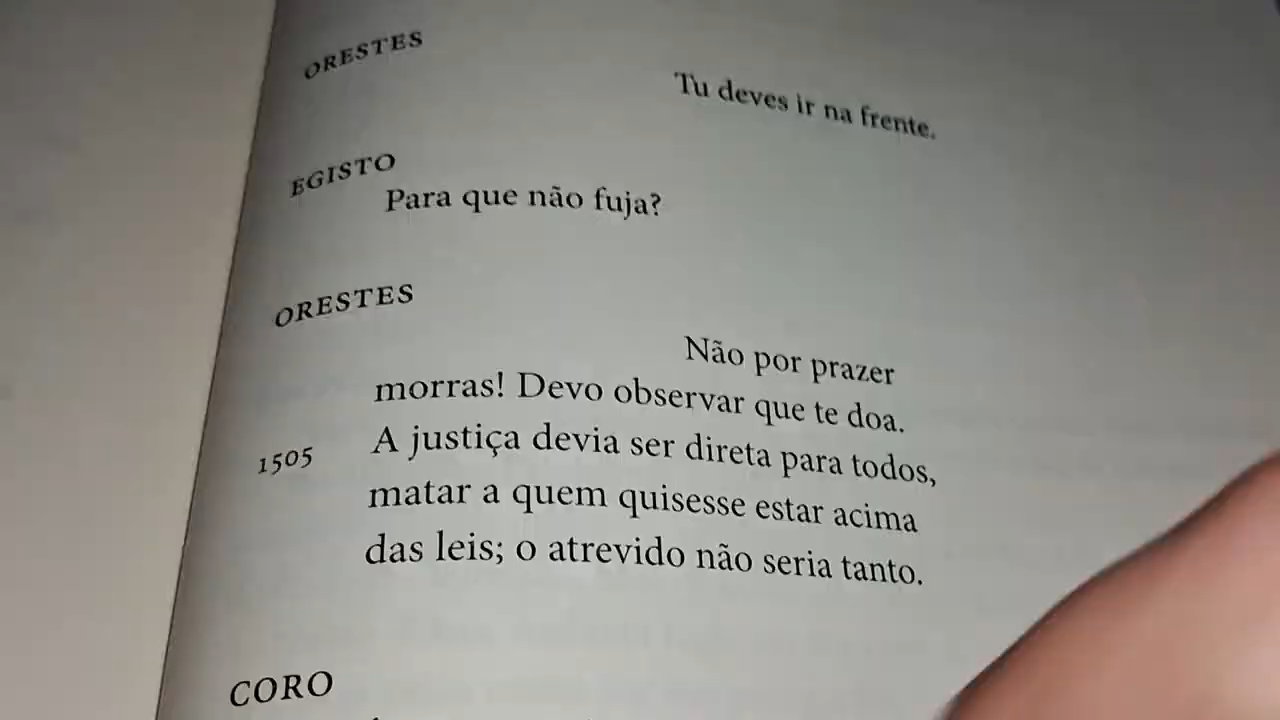 ORESTES
Tu deves ir na frente.
EGISTO
Para que não fuja?
ORESTES
Não por prazer
morras! Devo observar que te doa.
1505 A justiça devia ser direta para todos,
matar a quem quisesse estar acima
das leis; o atrevido não seria tanto.
CORO